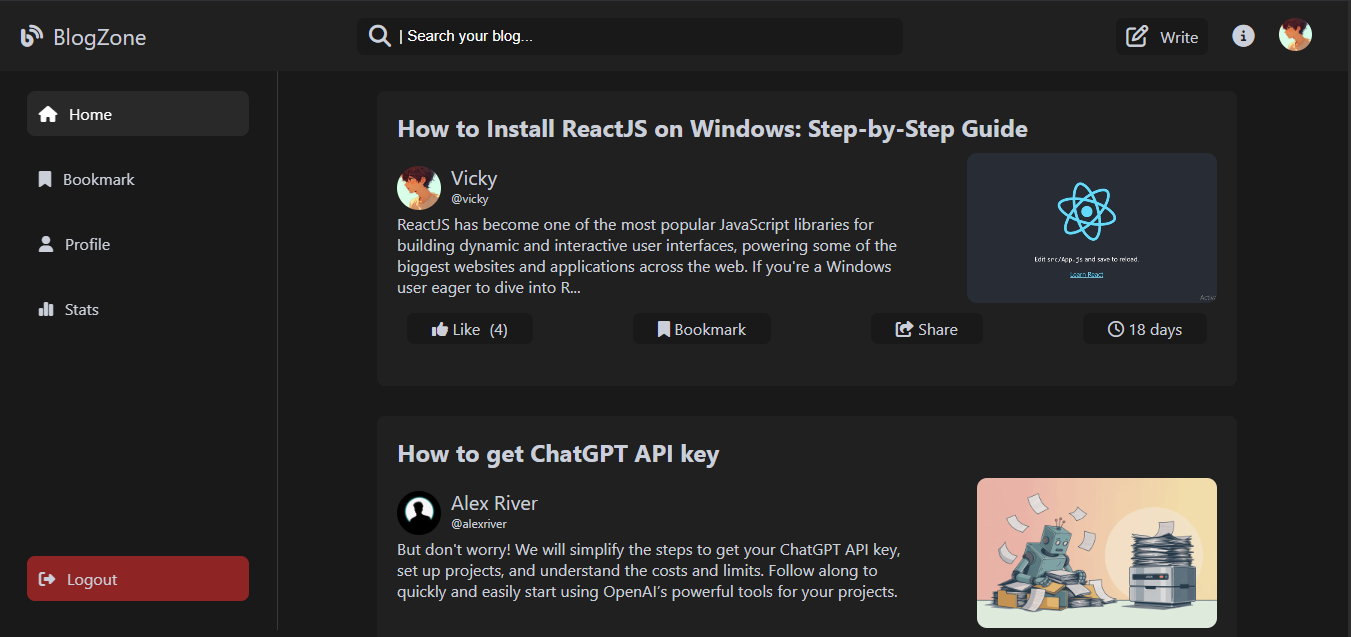 BlogZone
| Search your blog...
Write
Home
Bookmark
Profile
Stats
Logout
How to Install ReactJS on Windows: Step-by-Step Guide
Vicky
@vicky
ReactJS has become one of the most popular JavaScript libraries for
building dynamic and interactive user interfaces, powering some of the
biggest websites and applications across the web. If you're a Windows
user eager to dive into R...
Edit src/App.js and save to reload.
Learn React
Activ
Like (4)
Bookmark
Share
18 days
How to get ChatGPT API key
Alex River
@alexriver
But don't worry! We will simplify the steps to get your ChatGPT API key,
set up projects, and understand the costs and limits. Follow along to
quickly and easily start using OpenAI's powerful tools for your projects.